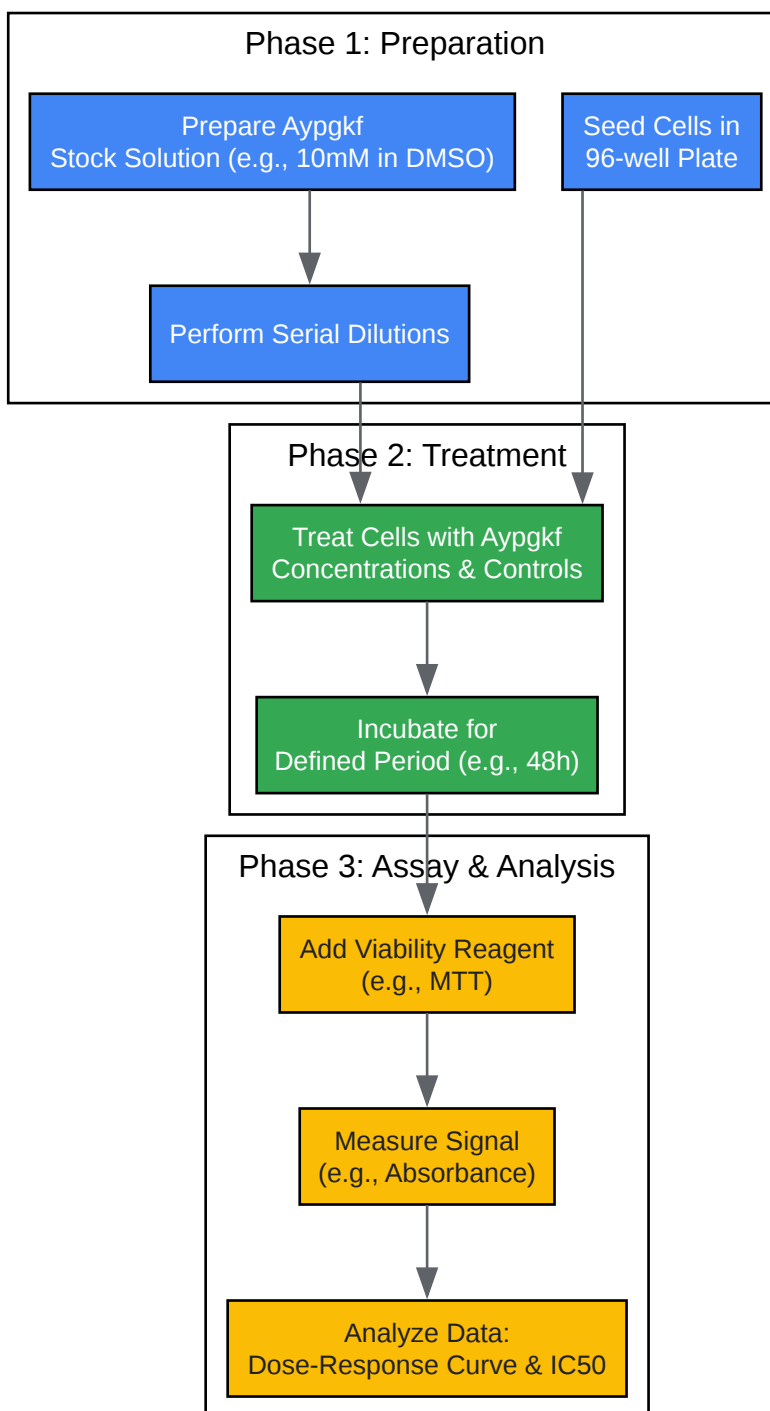 Phase 1: Preparation
Prepare Aypgkf
Stock Solution (e.g., 10mM in DMSO)
Seed Cells in
96-well Plate
Perform Serial Dilutions
Phase 2: Treatment
Treat Cells with Aypgkf
Concentrations & Controls
Incubate for
Defined Period (e.g., 48h)
Phase 3: Assay & Analysis
Add Viability Reagent
(e.g., MTT)
Measure Signal
(e.g., Absorbance)
Analyze Data:
Dose-Response Curve & IC50